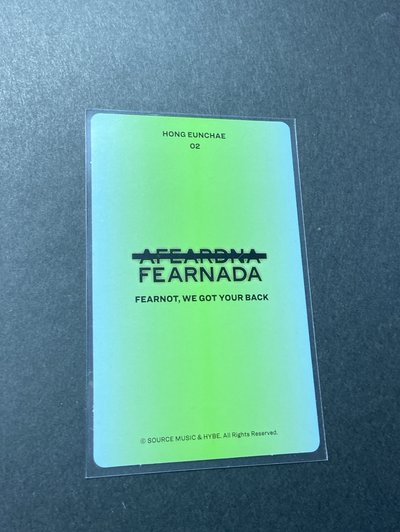 HONG EUNCHAE
02
AFEARDNA
FEARNADA
FEARNOT, WE GOT YOUR BACK
© SOURCE MUSIC & HYBE. All Rights Reserved.